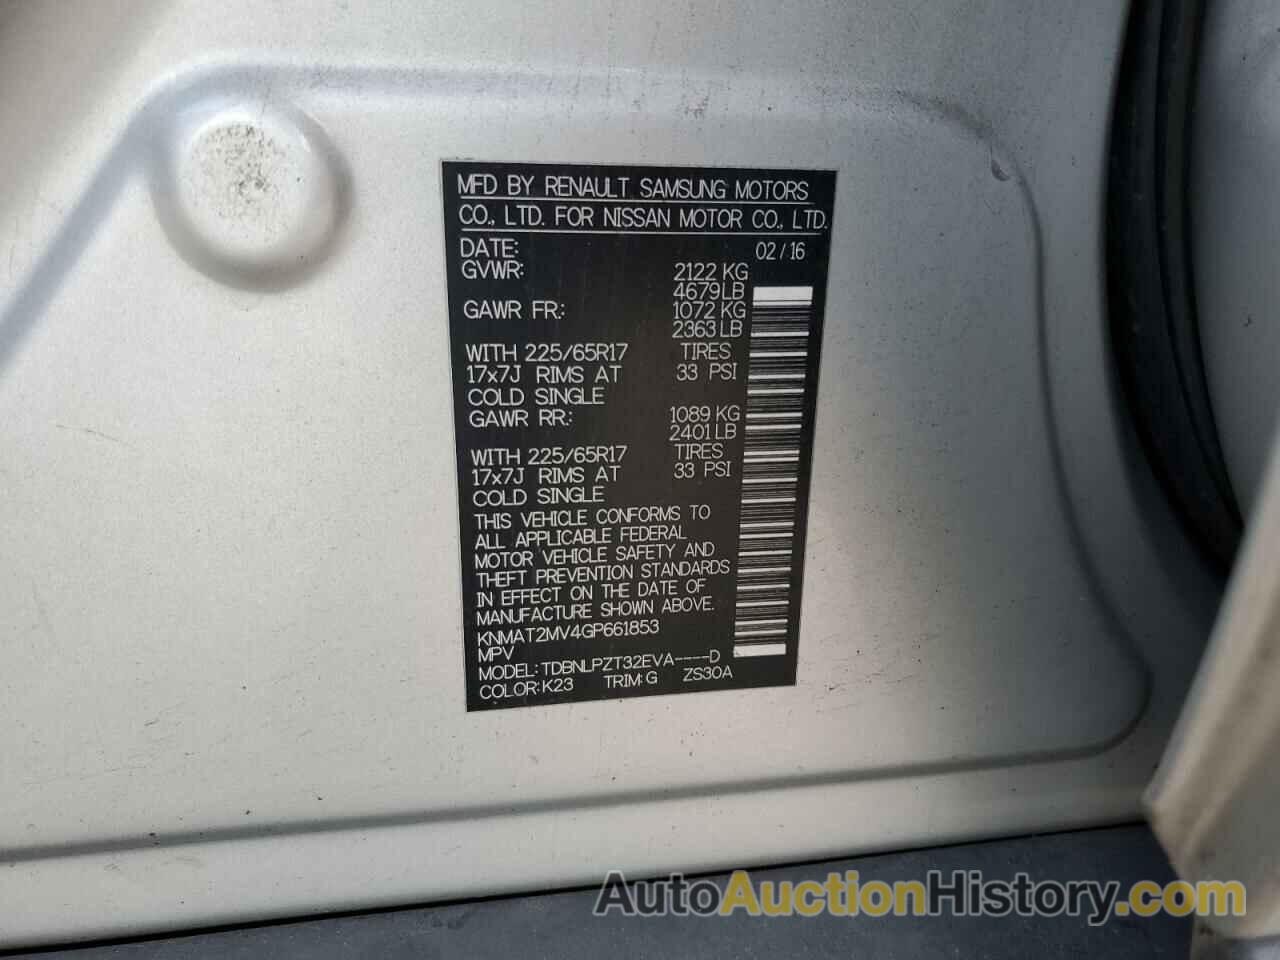 MFD BY RENAULT SAMSUNG MOTORS
CO., LTD. FOR NISSAN MOTOR CO., LTD.
DATE: 02 / 16
GVWR: 2122 KG
4679 LB
GAWR FR.: 1072 KG
2363 LB
WITH 225/65R17 TIRES
17x7J RIMS AT 33 PSI
COLD SINGLE
GAWR RR.: 1089 KG
2401 LB
WITH 225/65R17 TIRES
17x7J RIMS AT 33 PSI
COLD SINGLE
THIS VEHICLE CONFORMS TO
ALL APPLICABLE FEDERAL
MOTOR VEHICLE SAFETY AND
THEFT PREVENTION STANDARDS
IN EFFECT ON THE DATE OF
MANUFACTURE SHOWN ABOVE.
KNMAT2MV4GP661853
MPV
MODEL: TDBNLPZT32EVA----D
COLOR: K23 TRIM: G ZS30A
AutoAuctionHistory.com